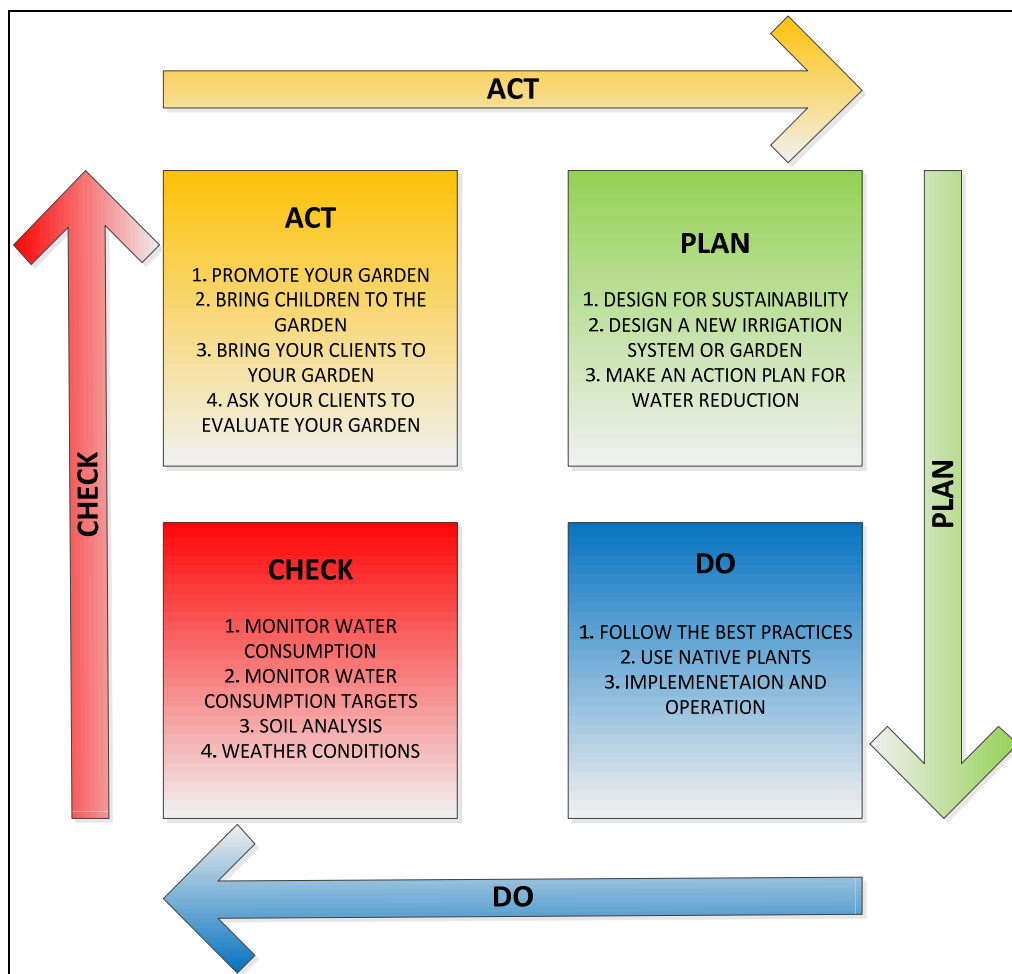 ACT
ACT
1. PROMOTE YOUR GARDEN
2. BRING CHILDREN TO THE
GARDEN
3. BRING YOUR CLIENTS TO
YOUR GARDEN
4. ASK YOUR CLIENTS TO
EVALUATE YOUR GARDEN
PLAN
1. DESIGN FOR SUSTAINABILITY
2. DESIGN A NEW IRRIGATION
SYSTEM OR GARDEN
3. MAKE AN ACTION PLAN FOR
WATER REDUCTION
PLAN
CHECK
CHECK
1. MONITOR WATER
CONSUMPTION
2. MONITOR WATER
CONSUMPTION TARGETS
3. SOIL ANALYSIS
4. WEATHER CONDITIONS
DO
1. FOLLOW THE BEST PRACTICES
2. USE NATIVE PLANTS
3. IMPLEMENETAION AND
OPERATION
DO